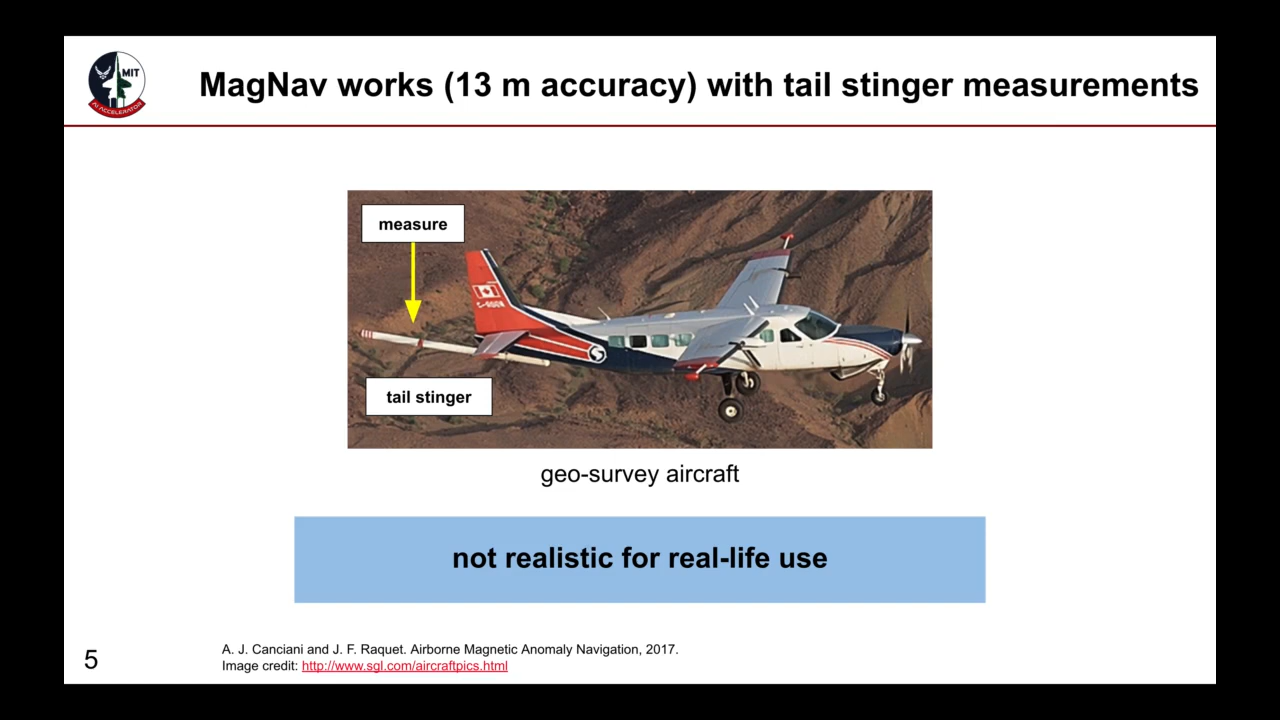 MIT
AI ACCELERATOR
MagNav works (13 m accuracy) with tail stinger measurements
measure
tail stinger
geo-survey aircraft
not realistic for real-life use
5
A. J. Canciani and J. F. Raquet. Airborne Magnetic Anomaly Navigation, 2017.
Image credit: http://www.sgl.com/aircraftpics.html